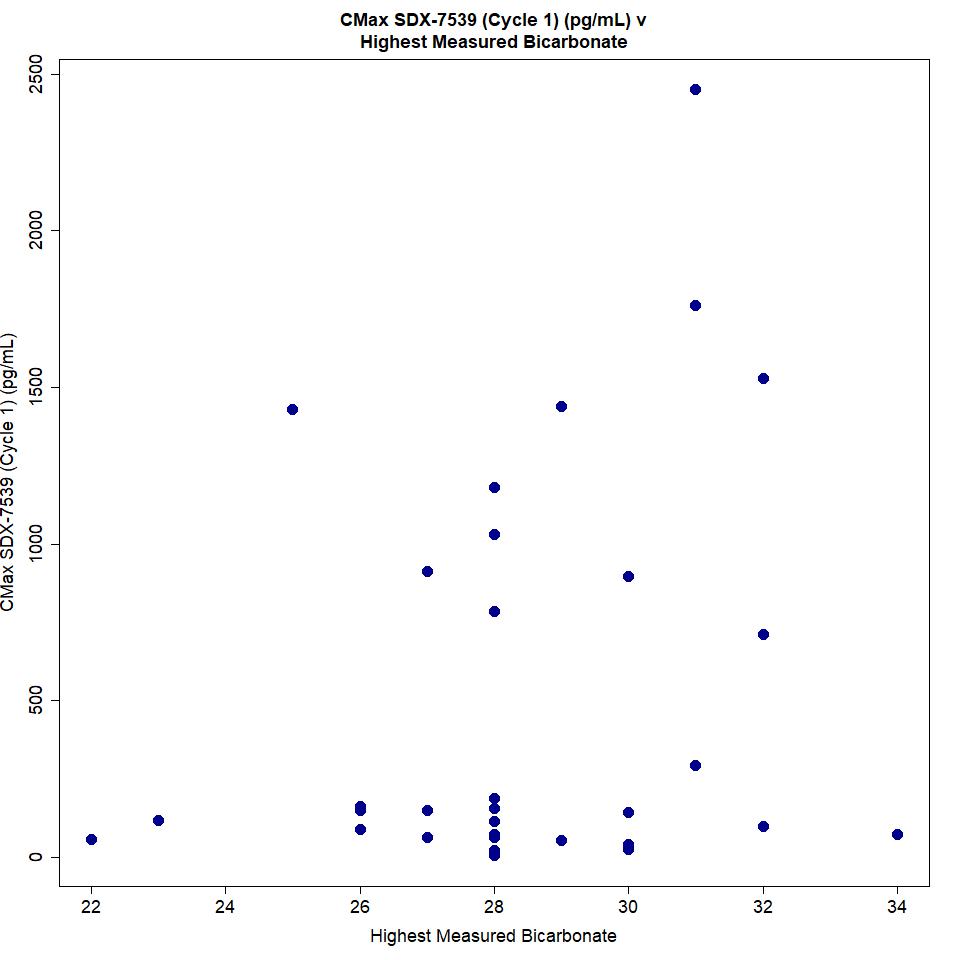 CMax SDX-7539 (Cycle 1) (pg/mL) v
Highest Measured Bicarbonate
CMax SDX-7539 (Cycle 1) (pg/mL)
2500
2000
1500
1000
500
0
22 24 26 28 30 32 34
Highest Measured Bicarbonate